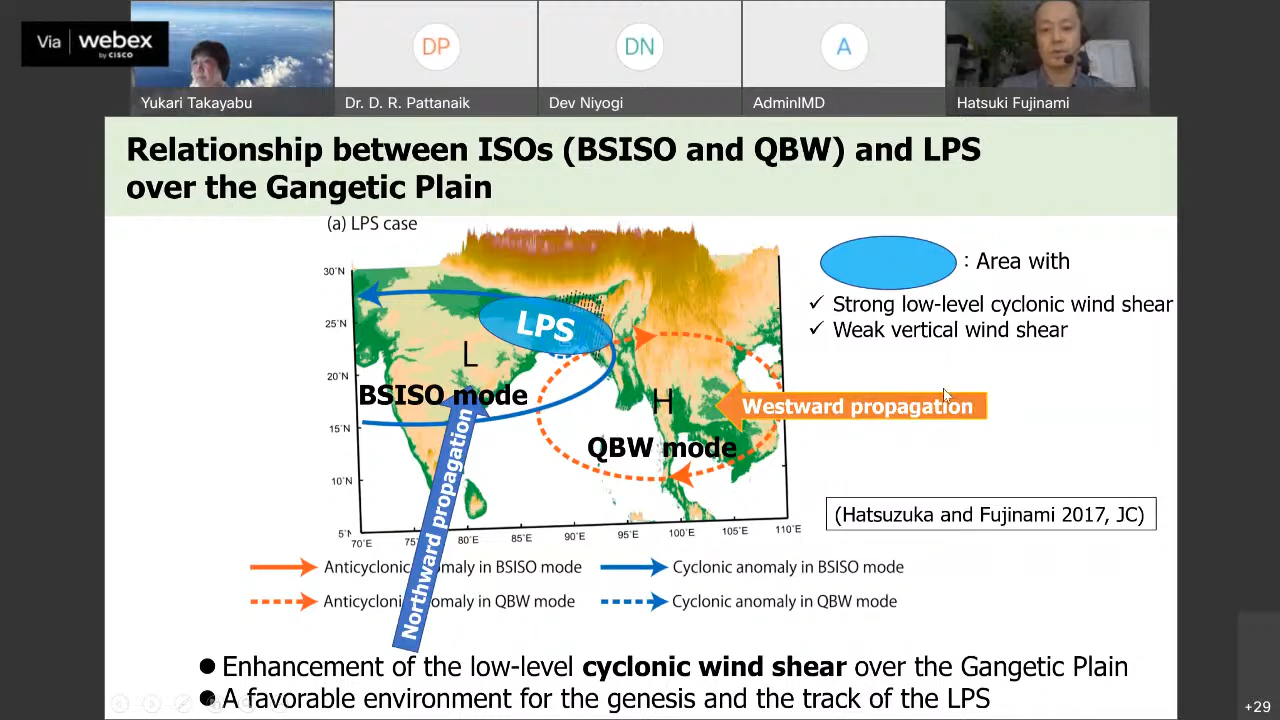 Via webex
by CISCO
DP
DN
A
Yukari Takayabu
Dr. D. R. Pattanaik
Dev Niyogi
AdminIMD
Hatsuki Fujinami
Relationship between ISOs (BSISO and QBW) and LPS
over the Gangetic Plain
(a) LPS case
: Area with
✓ Strong low-level cyclonic wind shear
✓ Weak vertical wind shear
30°N
25°N
20°N
15°N
10°N
5°N
LPS
L
BSISO mode
H
QBW mode
Westward propagation
Northward propagation
(Hatsuzuka and Fujinami 2017, JC)
70°E
75°
80°E
85°E
90°E
95°E
100°E
105°E
110°E
Anticyclonic anomaly in BSISO mode
Cyclonic anomaly in BSISO mode
Anticyclonic anomaly in QBW mode
Cyclonic anomaly in QBW mode
● Enhancement of the low-level cyclonic wind shear over the Gangetic Plain
● A favorable environment for the genesis and the track of the LPS
+29